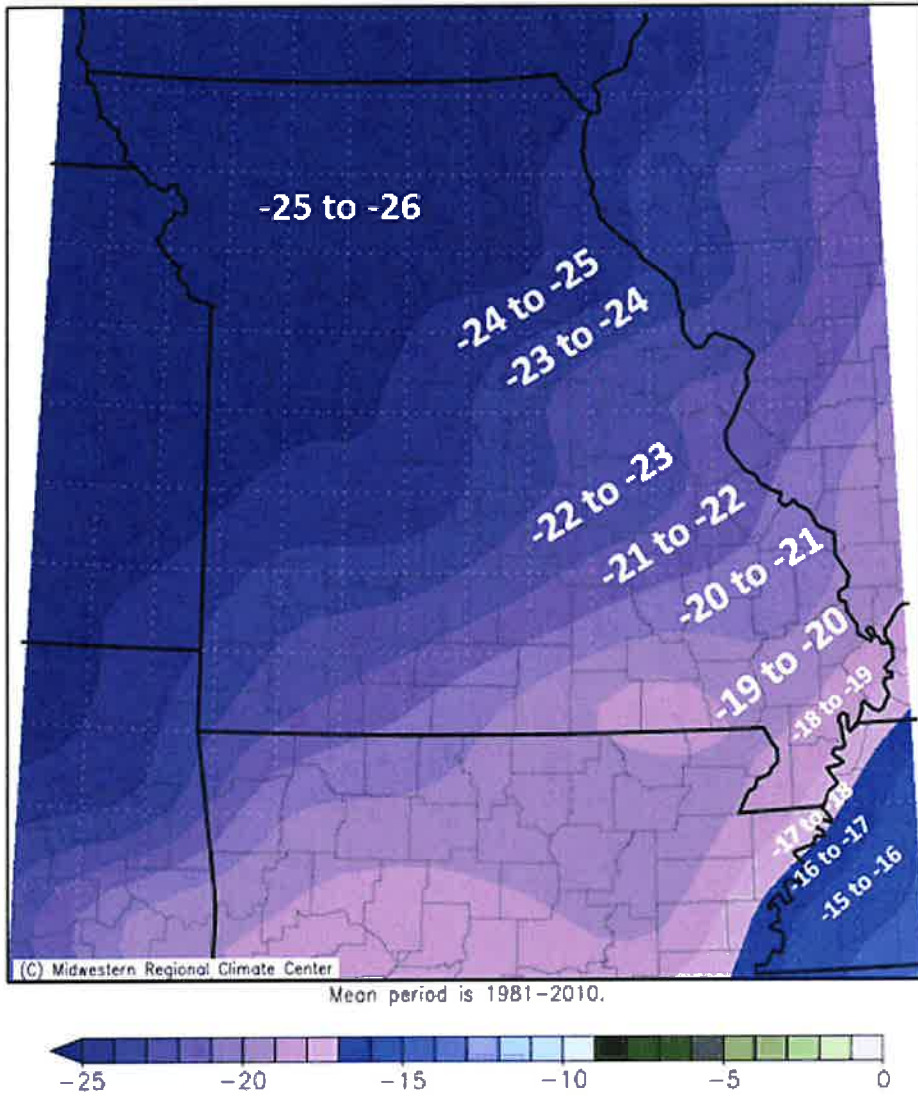 -25 to -26
-24 to -25
-23 to -24
-22 to -23
-21 to -22
-20 to -21
-19 to -20
-18 to -19
-17 to -18
-16 to -17
-15 to -16
(C) Midwestern Regional Climate Center
Mean period is 1981-2010.
-25 -20 -15 -10 -5 0